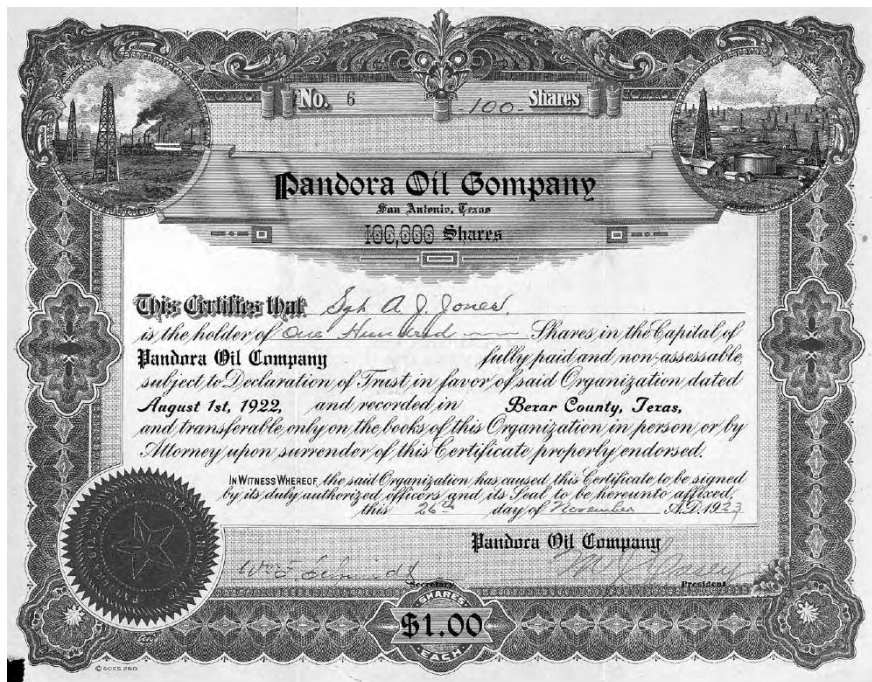 No. 6 -100- Shares
Pandora Oil Company
San Antonio, Texas
100,000 Shares
This Certifies that Sgt A. J. Jones.
is the holder of One Hundred Shares in the Capital of
Pandora Oil Company fully paid and non-assessable,
subject to Declaration of Trust in favor of said Organization dated
August 1st, 1922, and recorded in Bexar County, Texas,
and transferable only on the books of this Organization in person or by
Attorney upon surrender of this Certificate properly endorsed.
IN WITNESS WHEREOF, the said Organization has caused this Certificate to be signed
by its duly authorized officers and its Seal to be hereunto affixed,
this 26th day of November A.D. 1923
Pandora Oil Company
Wm F. Schmidt
Secretary
President
SHARES
$1.00
EACH